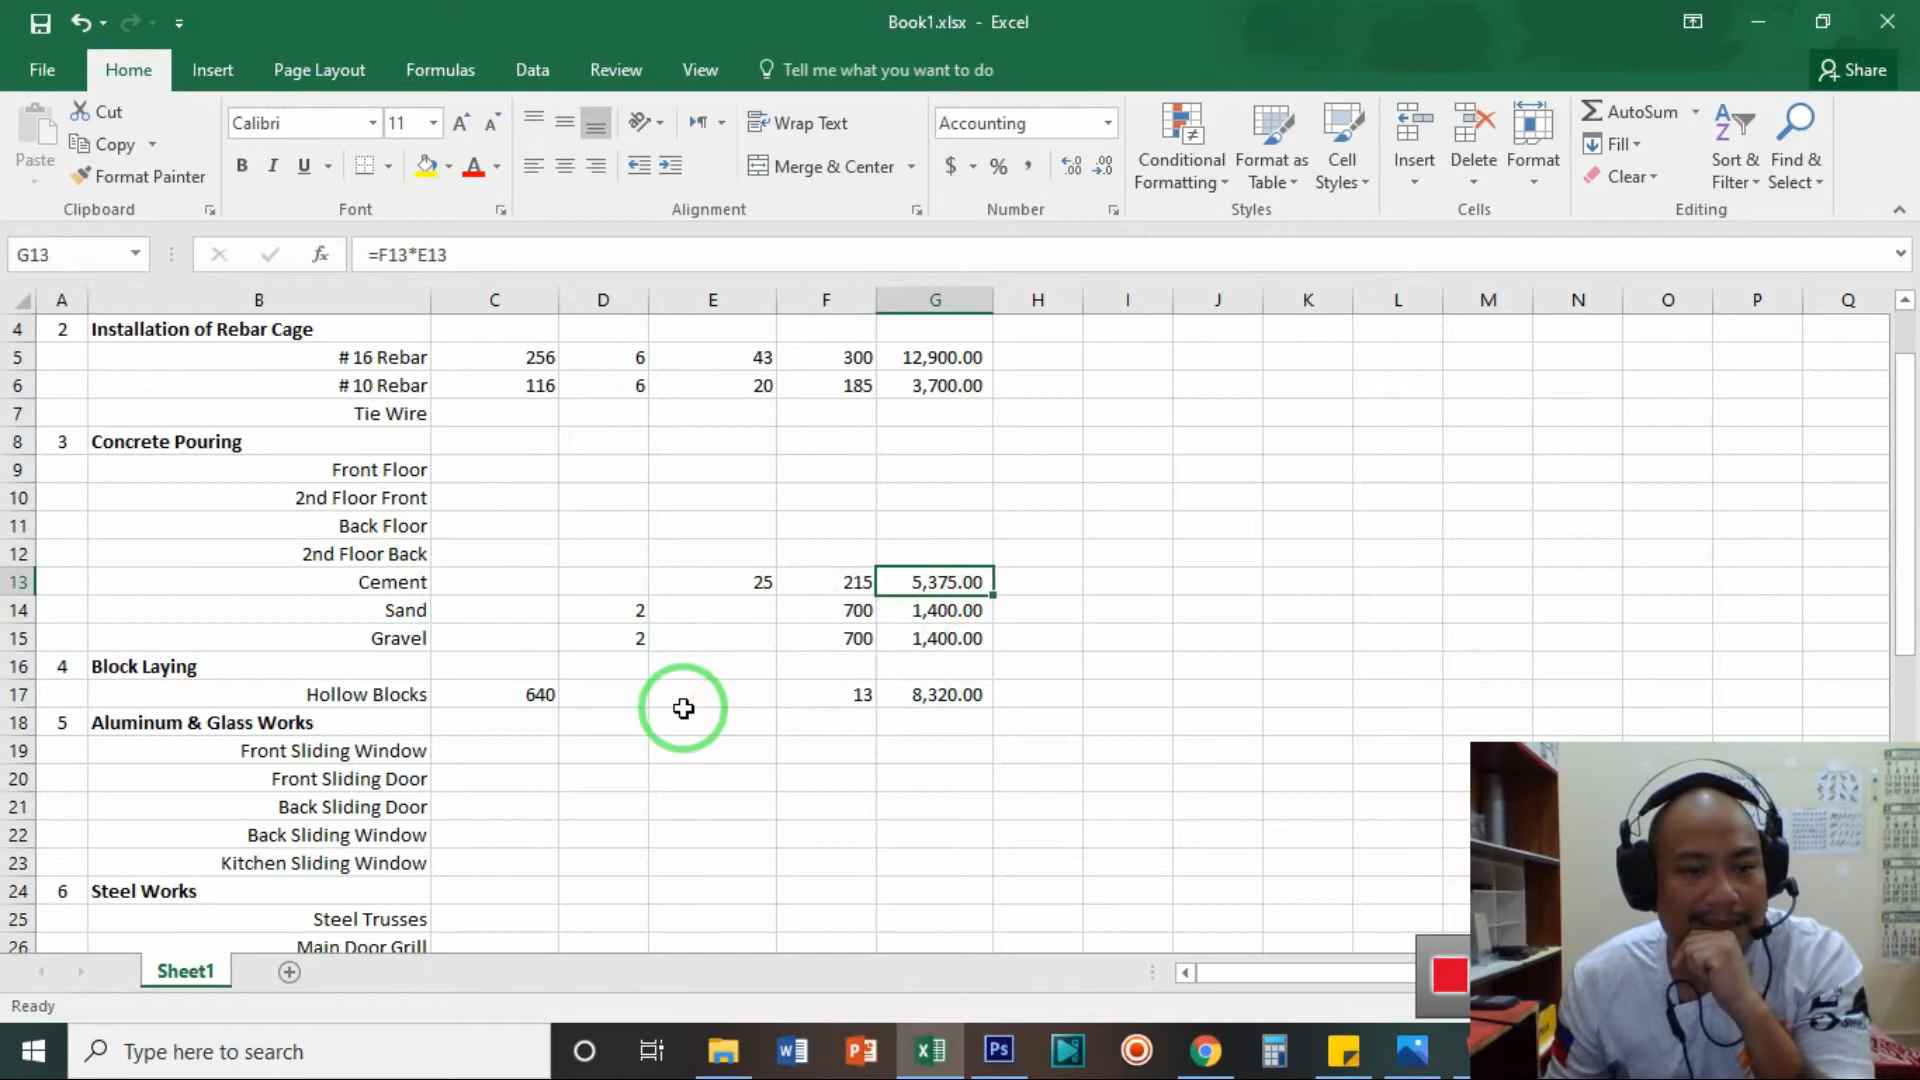 Book1.xlsx - Excel
File Home Insert Page Layout Formulas Data Review View Tell me what you want to do Share
Paste
Cut
Copy
Format Painter
Clipboard
Calibri 11
B I U A
Font
Wrap Text
Merge & Center
Alignment
Accounting
$ % ,
Number
Conditional Formatting
Format as Table
Cell Styles
Styles
Insert Delete Format
Cells
AutoSum
Fill
Clear
Sort & Filter
Find & Select
Editing
G13 fx =F13*E13
A B C D E F G H I J K L M N O P Q
4 2 Installation of Rebar Cage
5 # 16 Rebar 256 6 43 300 12,900.00
6 # 10 Rebar 116 6 20 185 3,700.00
7 Tie Wire
8 3 Concrete Pouring
9 Front Floor
10 2nd Floor Front
11 Back Floor
12 2nd Floor Back
13 Cement 25 215 5,375.00
14 Sand 2 700 1,400.00
15 Gravel 2 700 1,400.00
16 4 Block Laying
17 Hollow Blocks 640 13 8,320.00
18 5 Aluminum & Glass Works
19 Front Sliding Window
20 Front Sliding Door
21 Back Sliding Door
22 Back Sliding Window
23 Kitchen Sliding Window
24 6 Steel Works
25 Steel Trusses
26 Main Door Grill
Sheet1
Ready
Type here to search